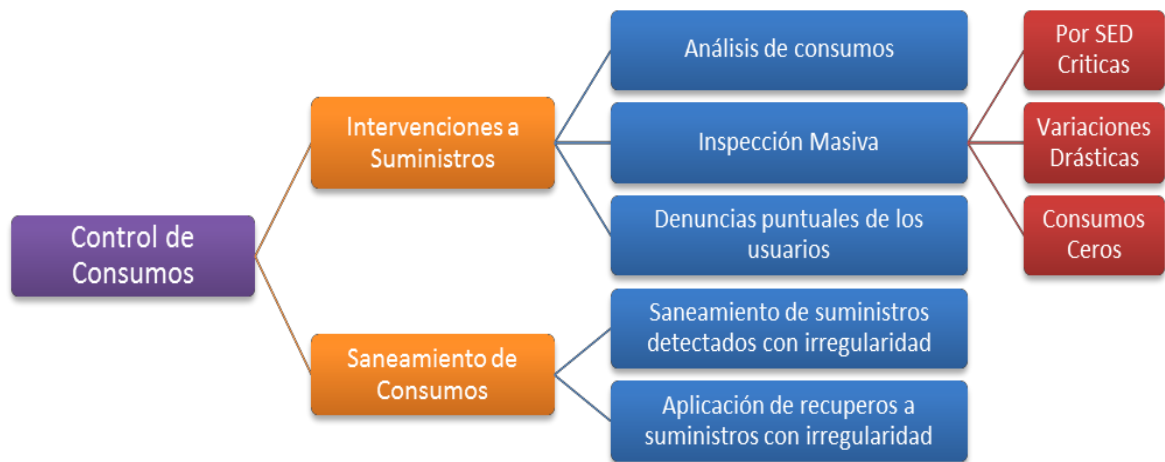 Control de
Consumos
Intervenciones a
Suministros
Análisis de consumos
Inspección Masiva
Por SED
Criticas
Variaciones
Drásticas
Consumos
Ceros
Denuncias puntuales de los
usuarios
Saneamiento de
Consumos
Saneamiento de suministros
detectados con irregularidad
Aplicación de recuperos a
suministros con irregularidad